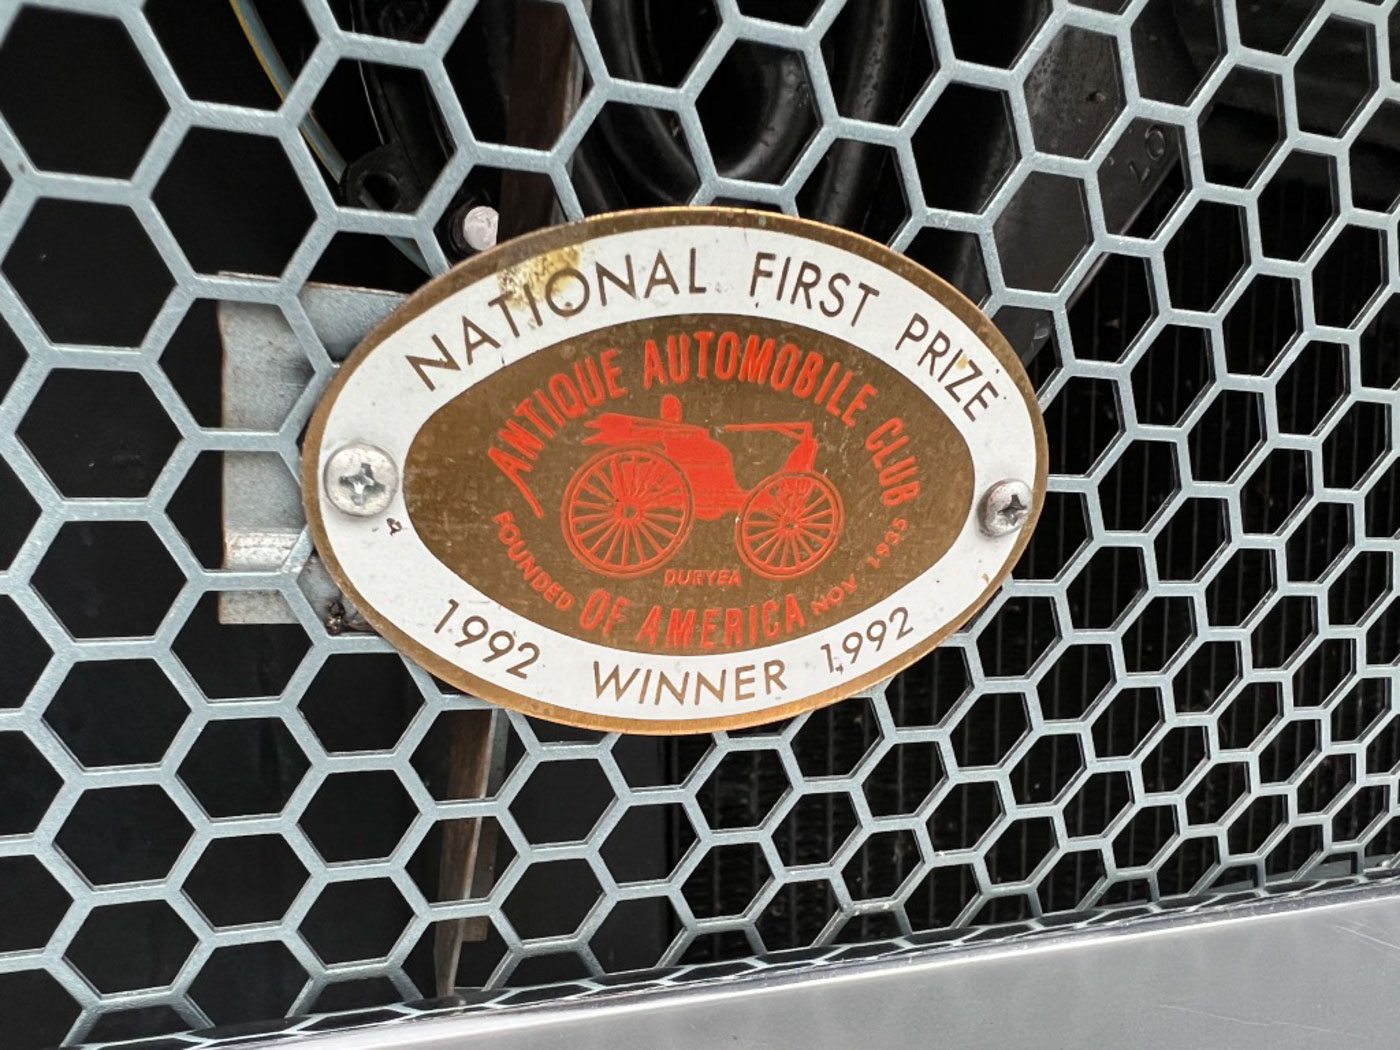 NATIONAL FIRST PRIZE
ANTIQUE AUTOMOBILE CLUB
DURYEA
FOUNDED OF AMERICA NOV 1935
1992 WINNER 1992